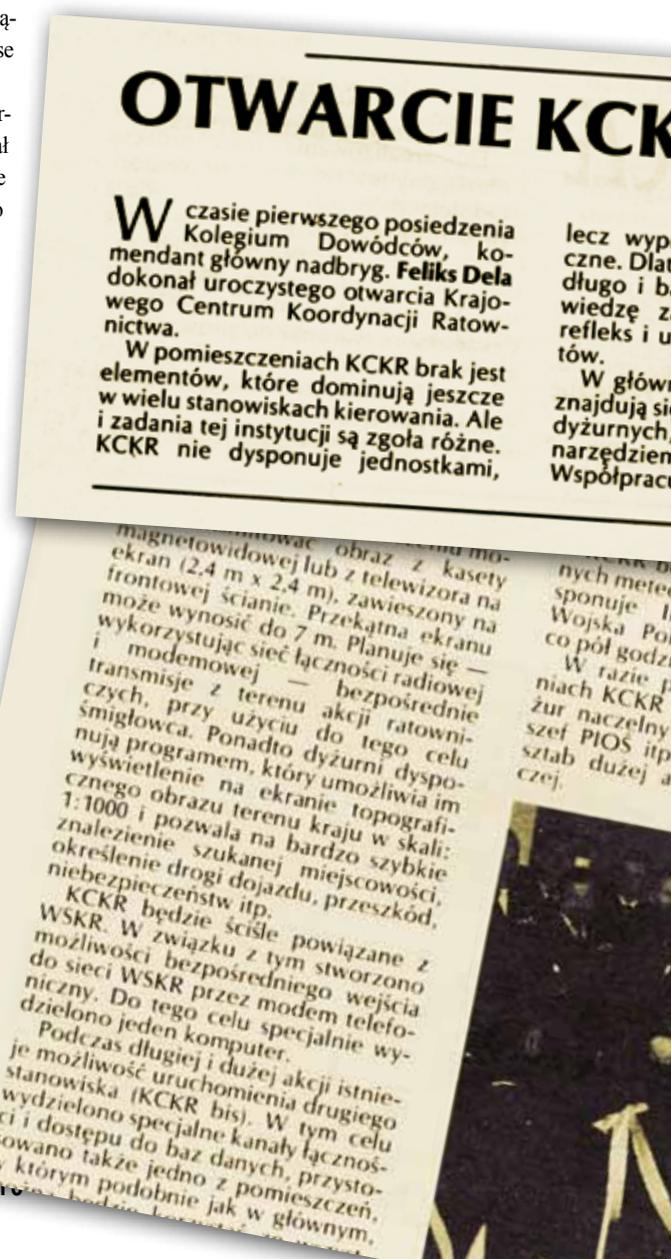 ą-
se
r-
ał
e
o
OTWARCIE KCK
W czasie pierwszego posiedzenia
Kolegium Dowódców, ko-
mendant główny nadbryg. Feliks Dela
dokonał uroczystego otwarcia Krajo-
wego Centrum Koordynacji Ratow-
nictwa.
W pomieszczeniach KCKR brak jest
elementów, które dominują jeszcze
w wielu stanowiskach kierowania. Ale
i zadania tej instytucji są zgoła różne.
KCKR nie dysponuje jednostkami,
lecz wyp
czne. Dlat
długo i ba
wiedzę za
refleks i u
tów.
W główn
znajdują si
dyżurnych,
narzędziem
Współpracu
obraz z kasety
magnetowidowej lub z telewizora na
ekran (2,4 m x 2,4 m), zawieszony na
frontowej ścianie. Przekątna ekranu
może wynosić do 7 m. Planuje się —
wykorzystując sieć łączności radiowej
i modemowej — bezpośrednie
transmisje z terenu akcji ratowni-
czych, przy użyciu do tego celu
śmigłowca. Ponadto dyżurni dyspo-
nują programem, który umożliwia im
wyświetlenie na ekranie topografi-
cznego obrazu terenu kraju w skali:
1:1000 i pozwala na bardzo szybkie
znalezienie szukanej miejscowości,
określenie drogi dojazdu, przeszkód,
niebezpieczeństw itp.
KCKR będzie ściśle powiązane z
WSKR. W związku z tym stworzono
możliwości bezpośredniego wejścia
do sieci WSKR przez modem telefo-
niczny. Do tego celu specjalnie wy-
dzielono jeden komputer.
Podczas długiej i dużej akcji istnie-
je możliwość uruchomienia drugiego
stanowiska (KCKR bis). W tym celu
wydzielono specjalne kanały łącznoś-
ci i dostępu do baz danych, przysto-
sowano także jedno z pomieszczeń,
w którym podobnie jak w głównym,
KCKR b
nych meteo
sponuje I
Wojska Po
co pół godzi
W razie p
niach KCKR
żur naczelny
szef PIOŚ itp
sztab dużej a
czej.